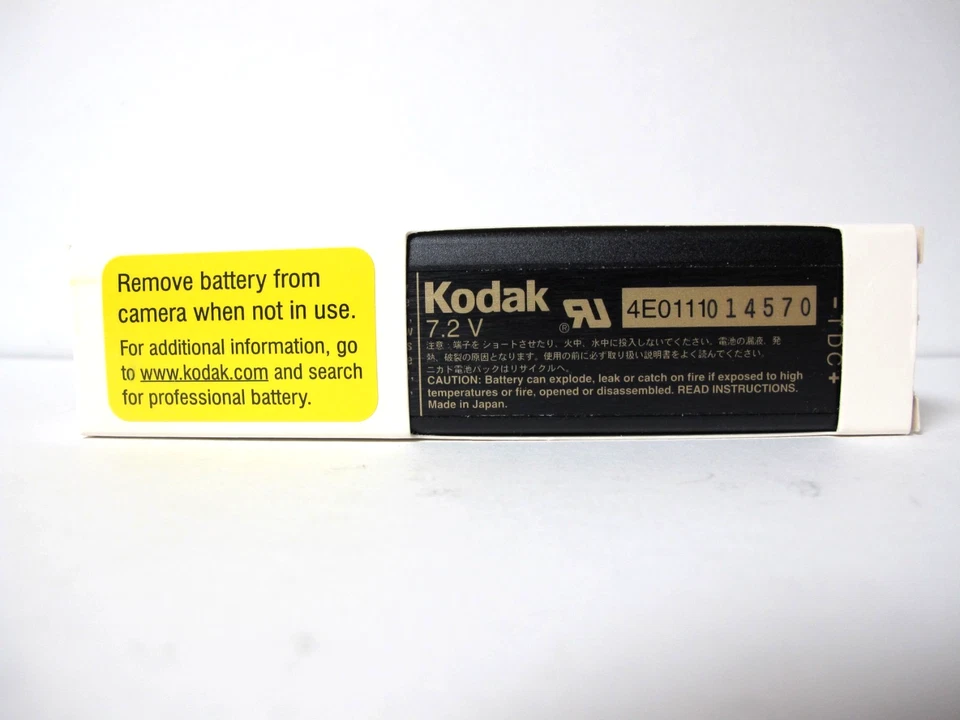 Remove battery from
camera when not in use.
For additional information, go
to www.kodak.com and search
for professional battery.
Kodak
7.2 V
®
4E01110 14570
注意：端子を ショートさせたり、火中、水中に投入しないでください。電池の漏液、発
熱、破裂の原因となります。使用の前に必ず取り扱い説明書をよく読んでください。
ニカド電池パックはリサイクルへ。
CAUTION: Battery can explode, leak or catch on fire if exposed to high
temperatures or fire, opened or disassembled. READ INSTRUCTIONS.
Made in Japan.
- T D C +